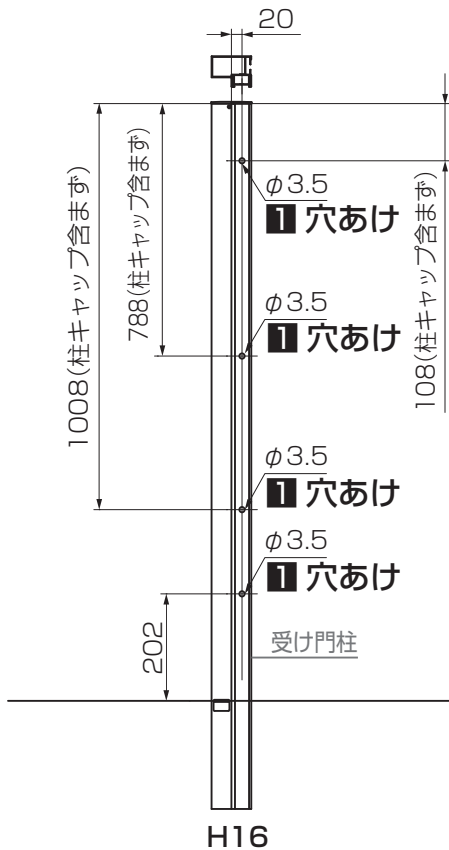 20
φ3.5
1 穴あけ
φ3.5
1 穴あけ
φ3.5
1 穴あけ
φ3.5
1 穴あけ
1008(柱キャップ含まず)
788(柱キャップ含まず)
108(柱キャップ含まず)
202
受け門柱
H16